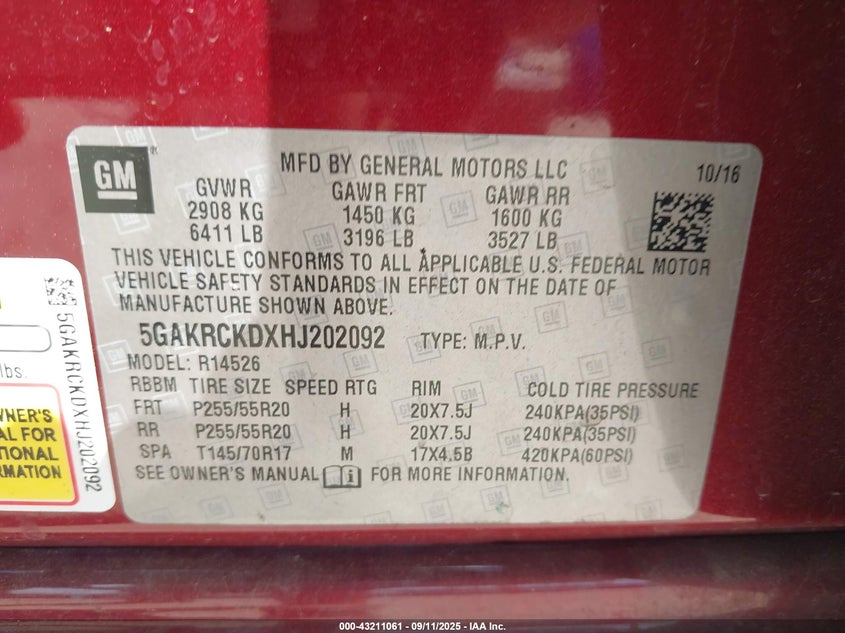 GM
MFD BY GENERAL MOTORS LLC
10/16
GVWR GAWR FRT GAWR RR
2908 KG 1450 KG 1600 KG
6411 LB 3196 LB 3527 LB
THIS VEHICLE CONFORMS TO ALL APPLICABLE U.S. FEDERAL MOTOR
VEHICLE SAFETY STANDARDS IN EFFECT ON THE DATE OF
MANUFACTURE SHOWN ABOVE.
5GAKRCKDXHJ202092 TYPE: M.P.V.
MODEL: R14526
RBBM TIRE SIZE SPEED RTG RIM COLD TIRE PRESSURE
FRT P255/55R20 H 20X7.5J 240KPA(35PSI)
RR P255/55R20 H 20X7.5J 240KPA(35PSI)
SPA T145/70R17 M 17X4.5B 420KPA(60PSI)
SEE OWNER'S MANUAL FOR MORE INFORMATION.
5GAKRCKDXHJ202092
lbs.
OWNER'S
FOR
000-43211061 - 09/11/2025 - IAA Inc.